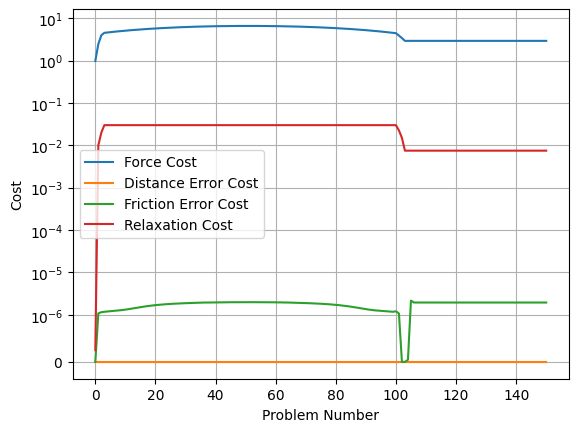 10¹
10⁰
10⁻¹
10⁻²
10⁻³
10⁻⁴
10⁻⁵
10⁻⁶
0
Cost
Force Cost
Distance Error Cost
Friction Error Cost
Relaxation Cost
0 20 40 60 80 100 120 140
Problem Number